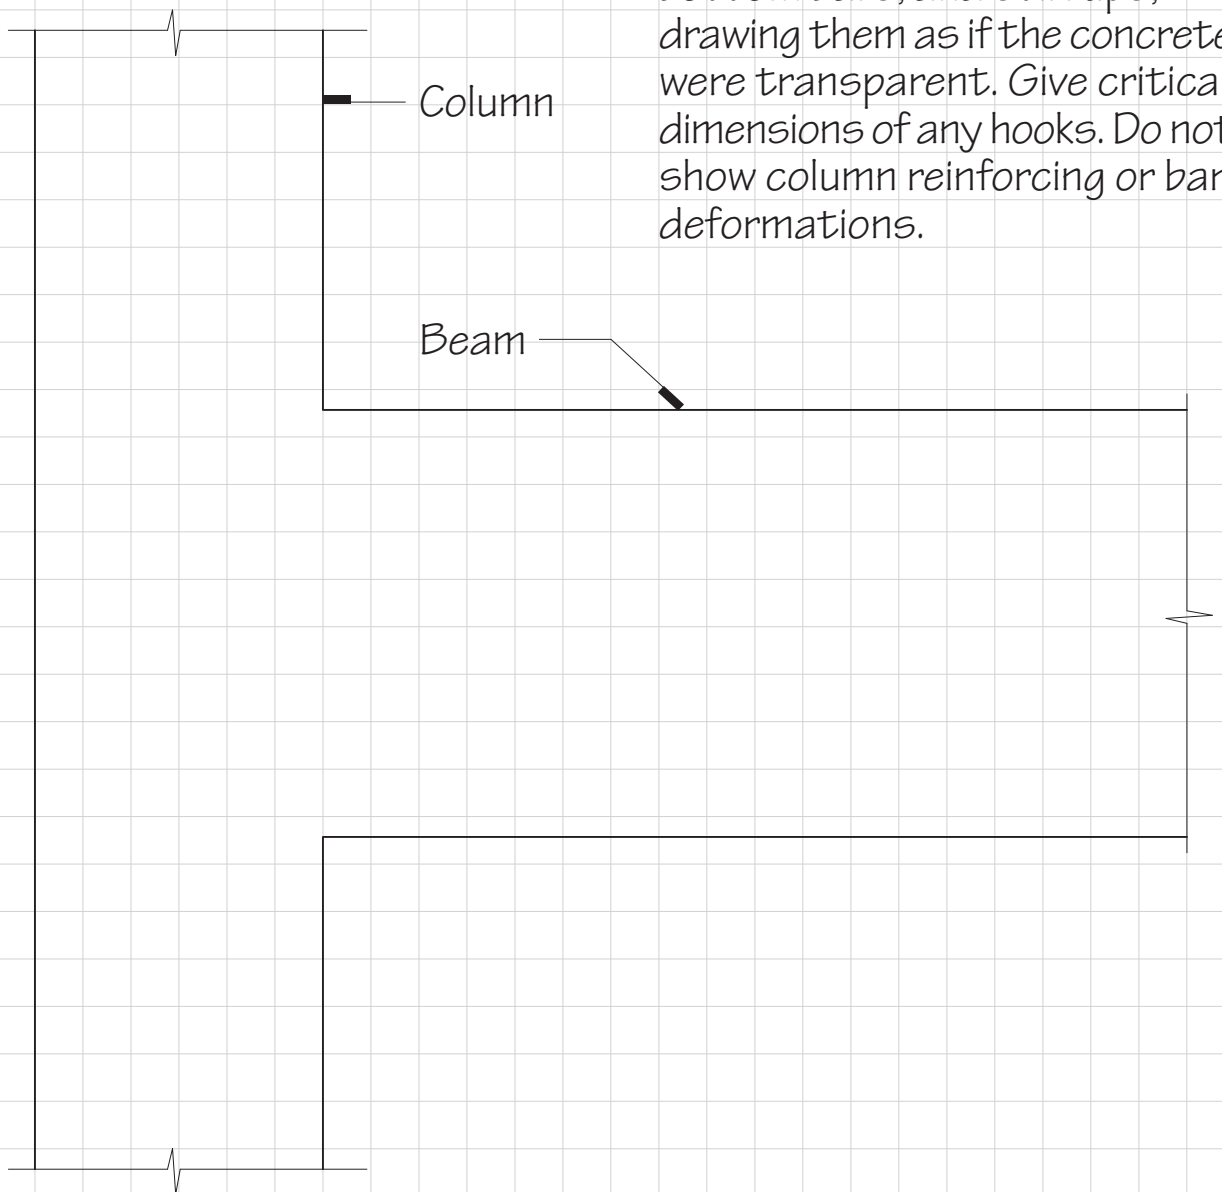 drawing them as if the concrete
were transparent. Give critica
Column
dimensions of any hooks. Do not
show column reinforcing or bar
deformations.
Beam